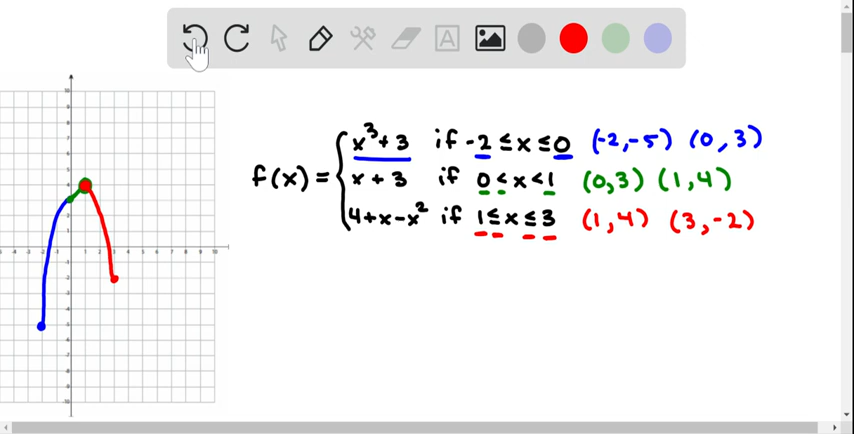 A
x³+3 if -2 ≤ x ≤ 0 (-2,-5) (0,3)
f(x) = x+3 if 0 ≤ x < 1 (0,3) (1,4)
4+x-x² if 1 ≤ x ≤ 3 (1,4) (3,-2)